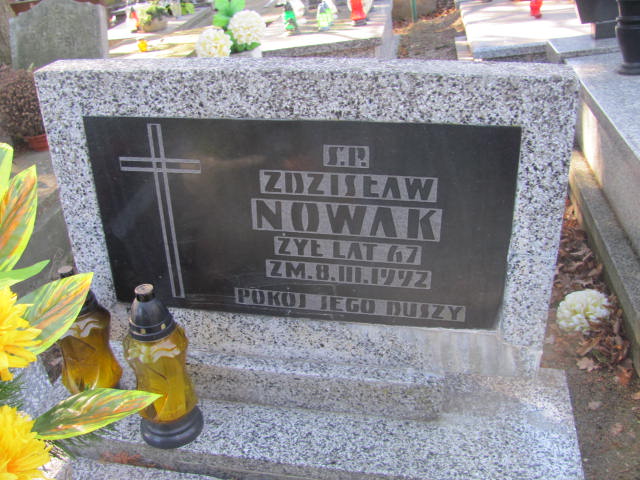 Ś.P.
ZDZISŁAW
NOWAK
ŻYŁ LAT 67
ZM. 8.III.1992
POKÓJ JEGO DUSZY